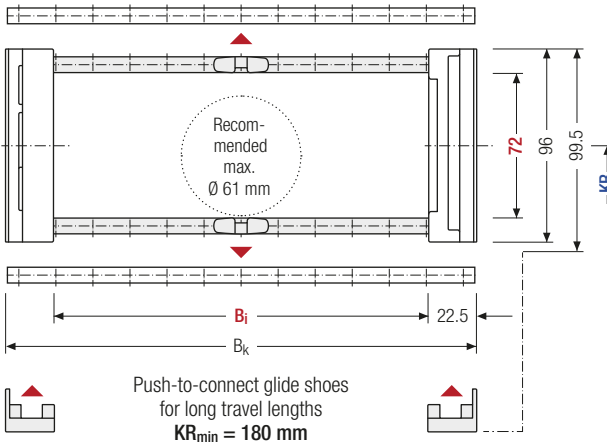 Recom-
mended
max.
Ø 61 mm
72
96
99.5
KR
Bi
22.5
Bk
Push-to-connect glide shoes
for long travel lengths
KRmin = 180 mm